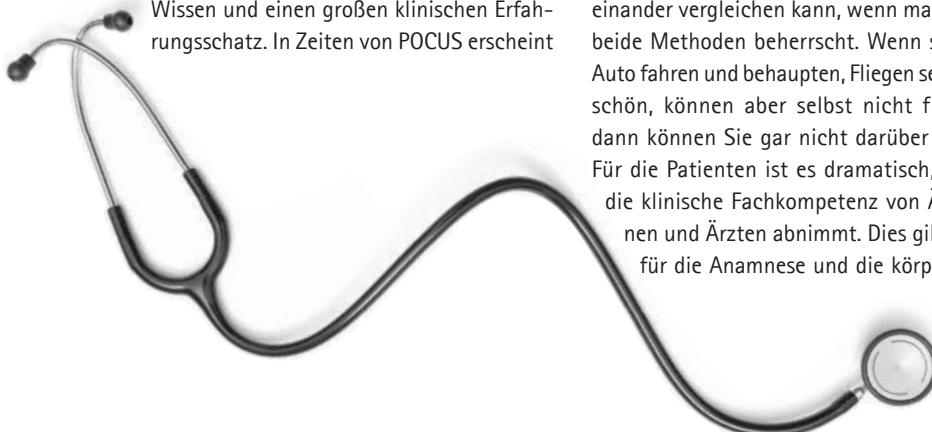 Wissen und einen großen klinischen Erfah-
rungsschatz. In Zeiten von POCUS erscheint
einander vergleichen kann, wenn ma
beide Methoden beherrscht. Wenn s
Auto fahren und behaupten, Fliegen se
schön, können aber selbst nicht f
dann können Sie gar nicht darüber
Für die Patienten ist es dramatisch,
die klinische Fachkompetenz von Ä
nen und Ärzten abnimmt. Dies gil
für die Anamnese und die körp